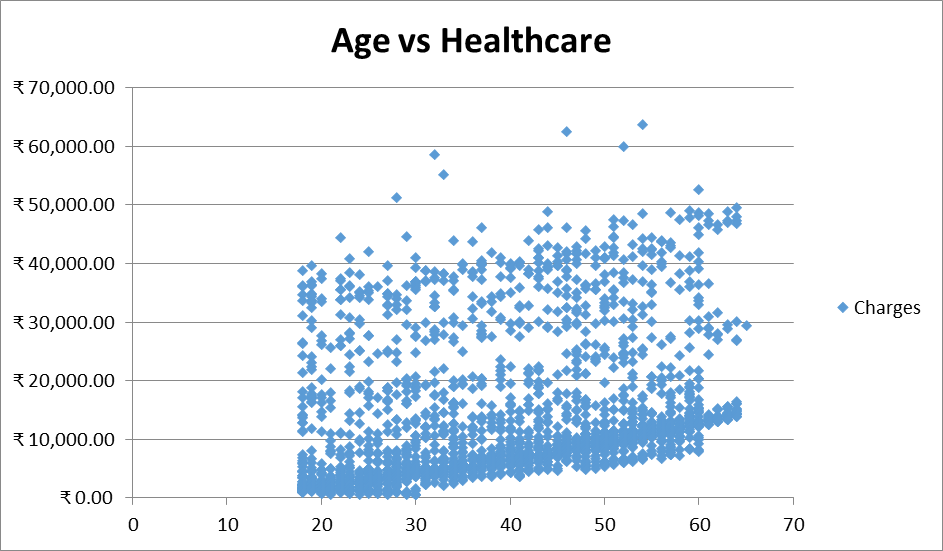 Age vs Healthcare
₹ 70,000.00
₹ 60,000.00
₹ 50,000.00
₹ 40,000.00
₹ 30,000.00
₹ 20,000.00
₹ 10,000.00
₹ 0.00
0 10 20 30 40 50 60 70
Charges